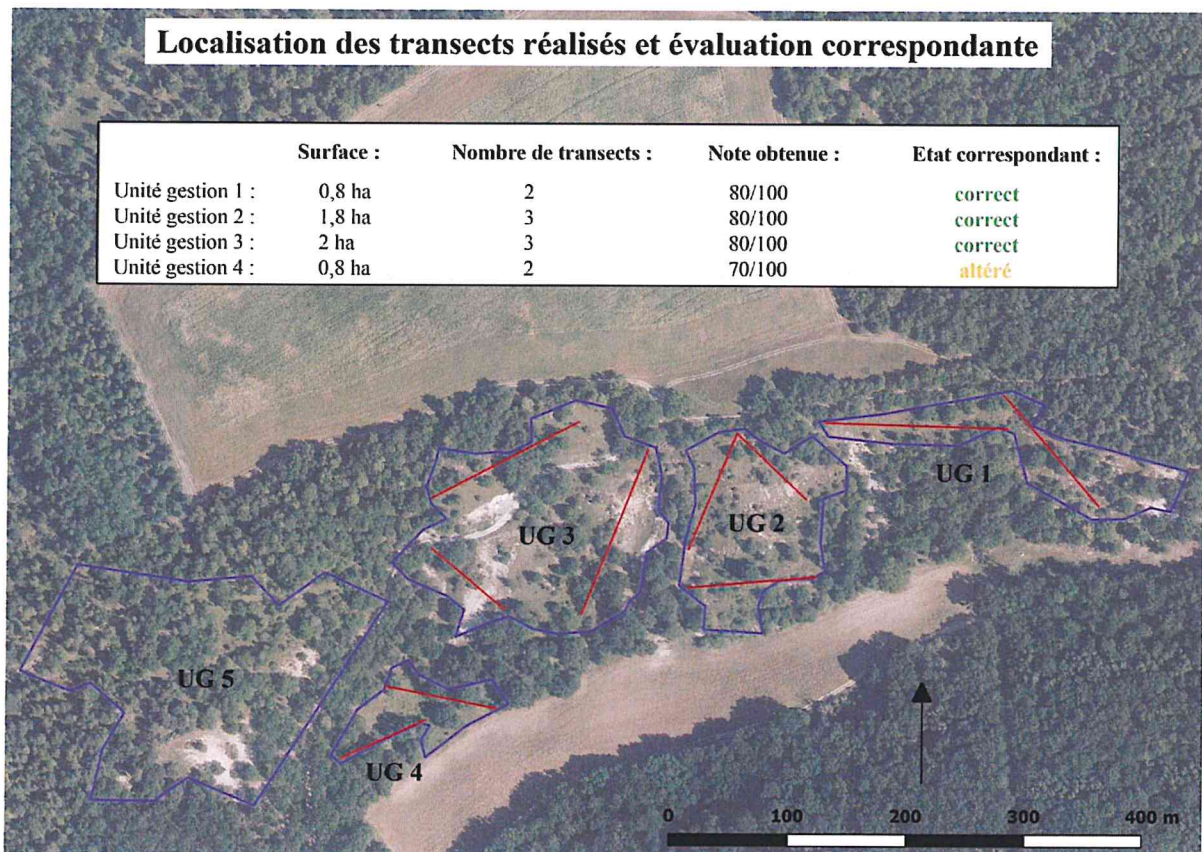 Localisation des transects réalisés et évaluation correspondante
Surface : Nombre de transects : Note obtenue : Etat correspondant :
Unité gestion 1 : 0,8 ha 2 80/100 correct
Unité gestion 2 : 1,8 ha 3 80/100 correct
Unité gestion 3 : 2 ha 3 80/100 correct
Unité gestion 4 : 0,8 ha 2 70/100 altéré
UG 1
UG 2
UG 3
UG 5
UG 4
0 100 200 300 400 m